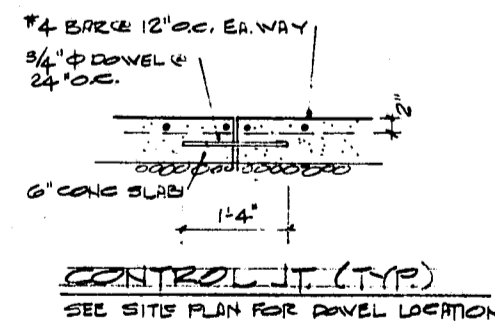 #4 BAR@ 12" O.C. EA. WAY
3/4" Φ DOWEL @
24" O.C.
2"
6" CONC SLAB
1'-4"
CONTROL JT. (TYP.)
SEE SITE PLAN FOR DOWEL LOCATION